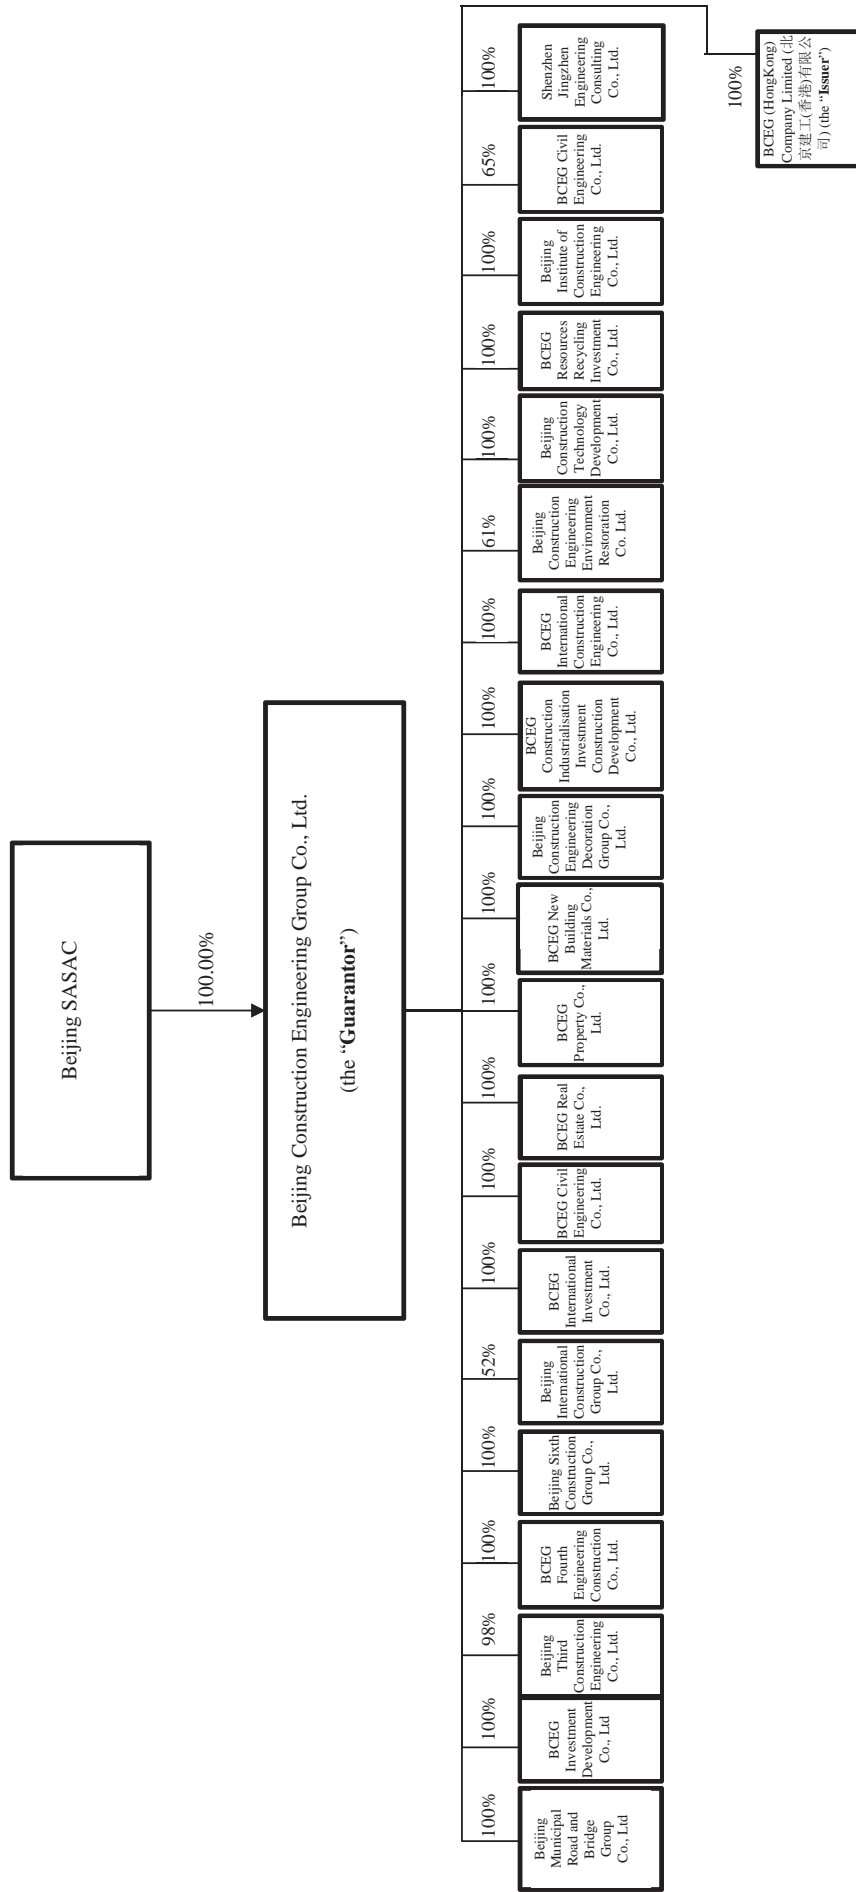 Beijing SASAC
100.00%
Beijing Construction Engineering Group Co., Ltd.
(the “Guarantor”)
100%
100%
98%
100%
100%
52%
100%
100%
100%
100%
100%
100%
100%
100%
61%
100%
100%
100%
65%
100%
Beijing
Municipal
Road and
Bridge
Group
Co., Ltd
BCEG
Investment
Development
Co., Ltd
Beijing
Third
Construction
Engineering
Co., Ltd.
BCEG
Fourth
Engineering
Construction
Co., Ltd.
Beijing Sixth
Construction
Group Co.,
Ltd.
Beijing
International
Construction
Group Co.,
Ltd.
BCEG
International
Investment
Co., Ltd.
BCEG Civil
Engineering
Co., Ltd.
BCEG Real
Estate Co.,
Ltd.
BCEG
Property Co.,
Ltd.
BCEG New
Building
Materials Co.,
Ltd.
Beijing
Construction
Engineering
Decoration
Group Co.,
Ltd.
BCEG
Construction
Industrialisation
Investment
Construction
Development
Co., Ltd.
BCEG
International
Construction
Engineering
Co., Ltd.
Beijing
Construction
Engineering
Environment
Restoration
Co. Ltd.
Beijing
Construction
Technology
Development
Co., Ltd.
BCEG
Resources
Recycling
Investment
Co., Ltd.
Beijing
Institute of
Construction
Engineering
Co., Ltd.
BCEG Civil
Engineering
Co., Ltd.
Shenzhen
Jingzhen
Engineering
Consulting
Co., Ltd.
100%
BCEG (HongKong)
Company Limited (北
京建工(香港)有限公
司) (the “Issuer”)